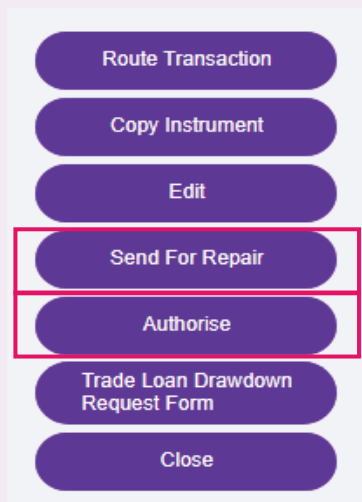 Route Transaction
Copy Instrument
Edit
Send For Repair
Authorise
Trade Loan Drawdown
Request Form
Close